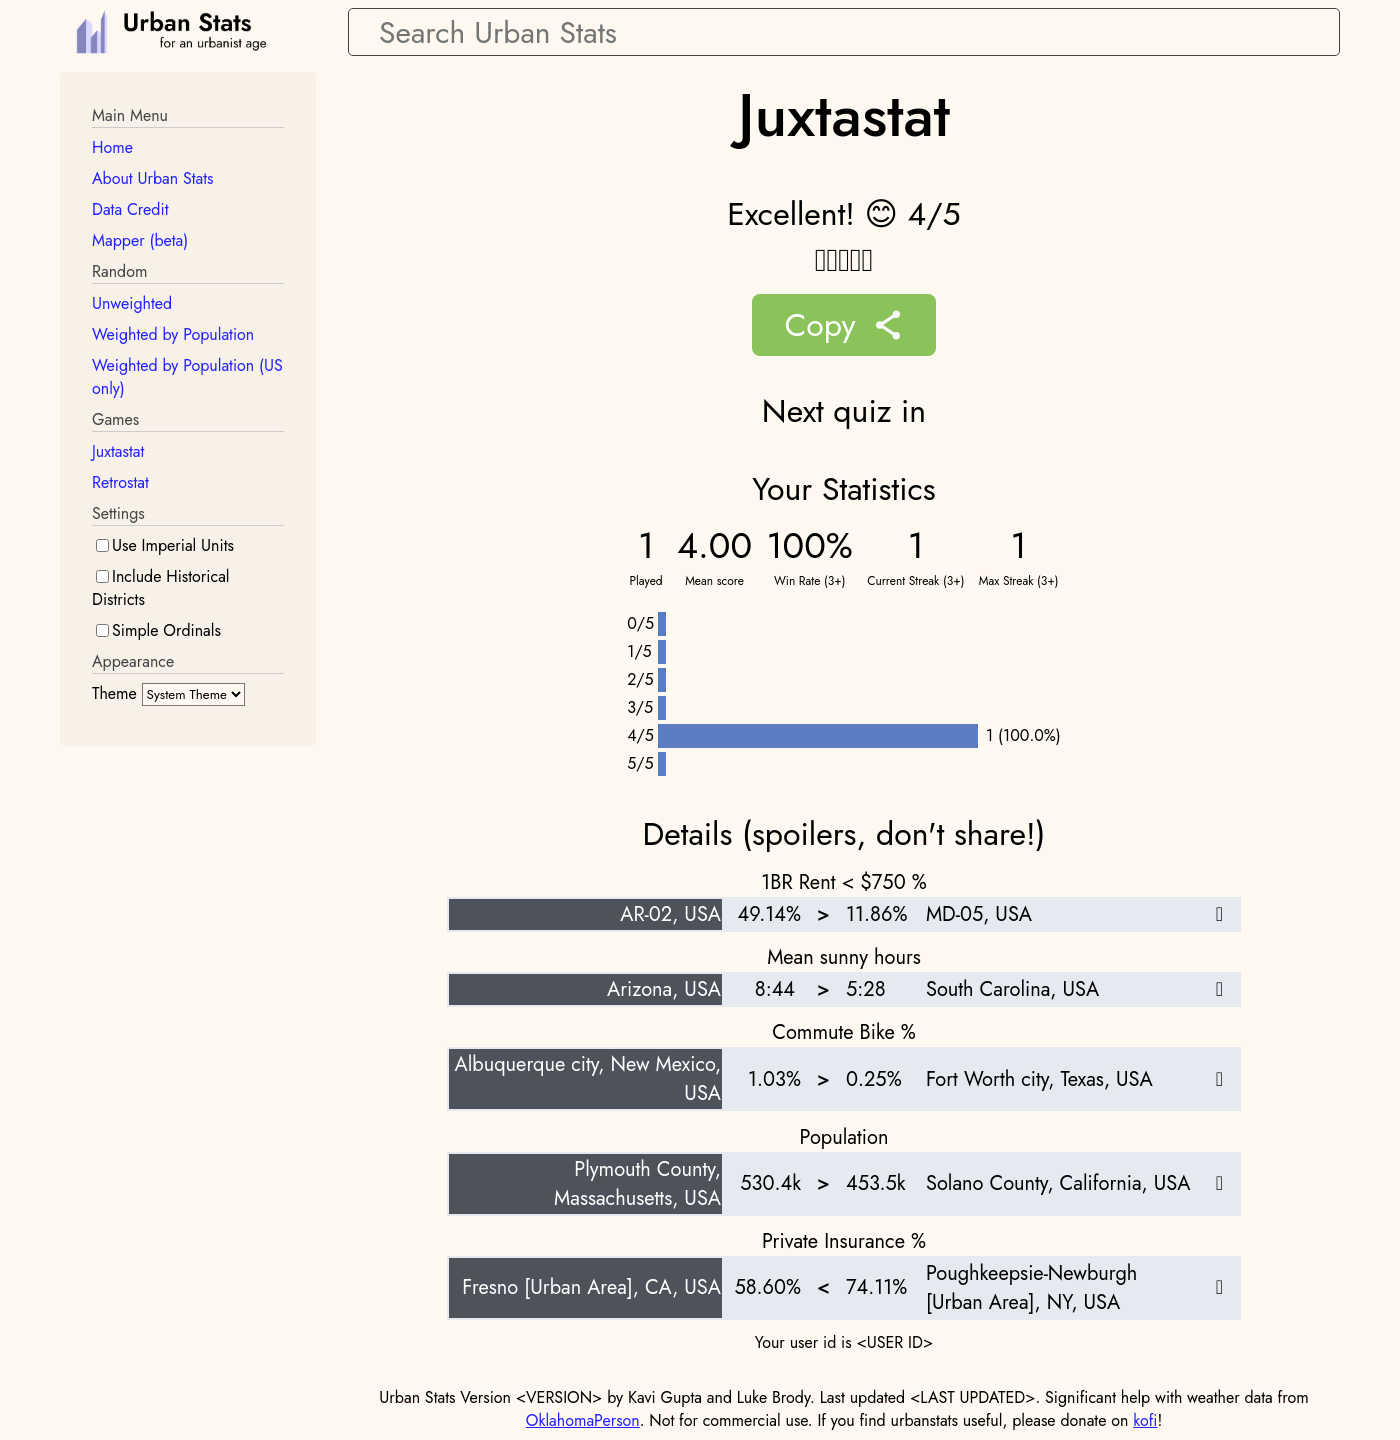 Urban Stats
for an urbanist age
Search Urban Stats
Main Menu
Home
About Urban Stats
Data Credit
Mapper (beta)
Random
Unweighted
Weighted by Population
Weighted by Population (US
only)
Games
Juxtastat
Retrostat
Settings
Use Imperial Units
Include Historical
Districts
Simple Ordinals
Appearance
Theme System Theme
Juxtastat
Excellent! 😊 4/5
Copy
Next quiz in
Your Statistics
1 4.00 100% 1 1
Played Mean score Win Rate (3+) Current Streak (3+) Max Streak (3+)
0/5
1/5
2/5
3/5
4/5 1 (100.0%)
5/5
Details (spoilers, don't share!)
1BR Rent < $750 %
AR-02, USA 49.14% > 11.86% MD-05, USA
Mean sunny hours
Arizona, USA 8:44 > 5:28 South Carolina, USA
Commute Bike %
Albuquerque city, New Mexico,
USA 1.03% > 0.25% Fort Worth city, Texas, USA
Population
Plymouth County,
Massachusetts, USA 530.4k > 453.5k Solano County, California, USA
Private Insurance %
Fresno [Urban Area], CA, USA 58.60% < 74.11% Poughkeepsie-Newburgh
[Urban Area], NY, USA
Your user id is <USER ID>
Urban Stats Version <VERSION> by Kavi Gupta and Luke Brody. Last updated <LAST UPDATED>. Significant help with weather data from
OklahomaPerson. Not for commercial use. If you find urbanstats useful, please donate on kofi!